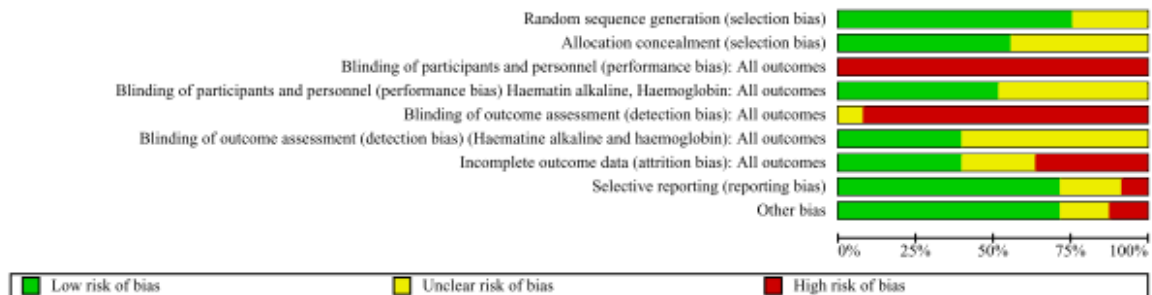 Random sequence generation (selection bias)
Allocation concealment (selection bias)
Blinding of participants and personnel (performance bias): All outcomes
Blinding of participants and personnel (performance bias) Haematin alkaline, Haemoglobin: All outcomes
Blinding of outcome assessment (detection bias): All outcomes
Blinding of outcome assessment (detection bias) (Haematine alkaline and haemoglobin): All outcomes
Incomplete outcome data (attrition bias): All outcomes
Selective reporting (reporting bias)
Other bias
0% 25% 50% 75% 100%
Low risk of bias Unclear risk of bias High risk of bias